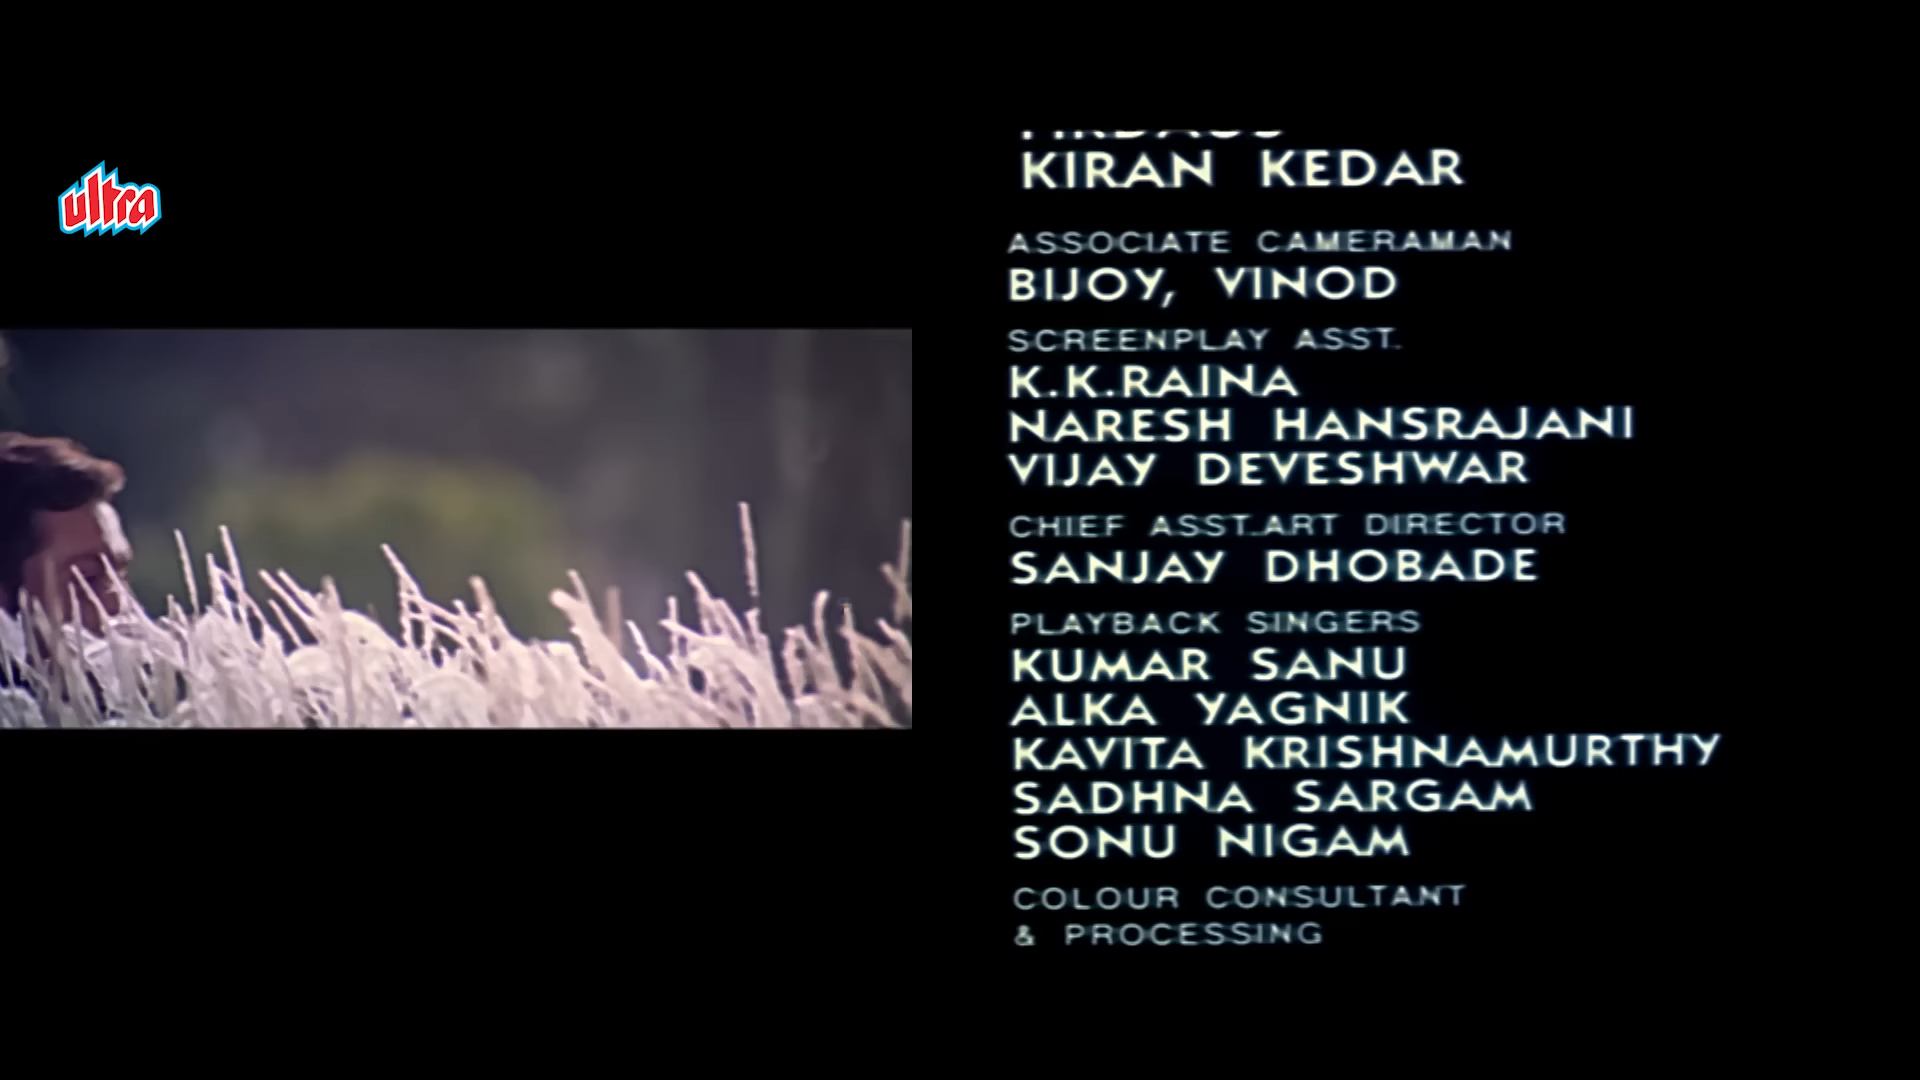 ultra
KIRAN KEDAR
ASSOCIATE CAMERAMAN
BIJOY, VINOD
SCREENPLAY ASST.
K.K.RAINA
NARESH HANSRAJANI
VIJAY DEVESHWAR
CHIEF ASST.ART DIRECTOR
SANJAY DHOBADE
PLAYBACK SINGERS
KUMAR SANU
ALKA YAGNIK
KAVITA KRISHNAMURTHY
SADHNA SARGAM
SONU NIGAM
COLOUR CONSULTANT
& PROCESSING